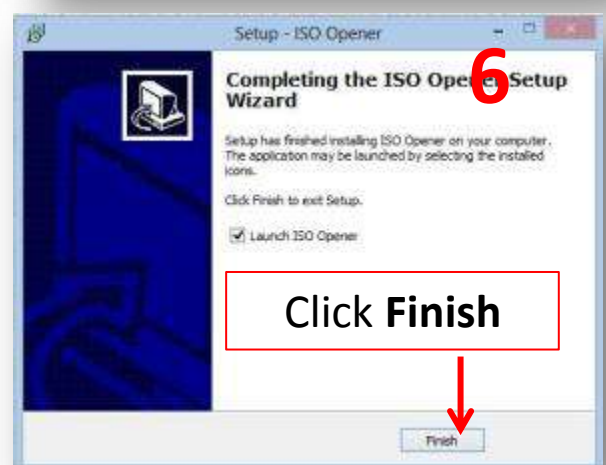 Setup - ISO Opener
6
Completing the ISO Opener Setup
Wizard
Setup has finished installing ISO Opener on your computer.
The application may be launched by selecting the installed
icons.
Click Finish to exit Setup.
Launch ISO Opener
Click Finish
Finish